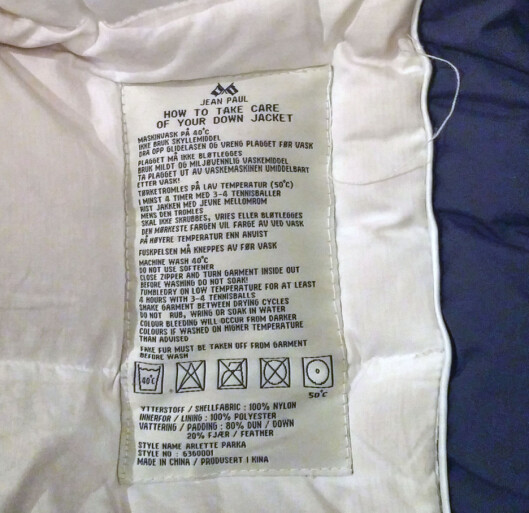 JEAN PAUL
HOW TO TAKE CARE
OF YOUR DOWN JACKET
MASKINVASK PÅ 40°C
IKKE BRUK SKYLLEMIDDEL
DRA OPP GLIDELÅSEN OG VRENG PLAGGET FØR VASK
PLAGGET MÅ IKKE BLØTLEGGES
BRUK MILDT OG MILJØVENNLIG VASKEMIDDEL
TA PLAGGET UT AV VASKEMASKINEN UMIDDELBART
ETTER VASK!
TØRKETROMLES PÅ LAV TEMPERATUR (50°C)
I MINST 4 TIMER MED 3-4 TENNISBALLER
RIST JAKKEN MED JEUNE MELLOMROM
MENS DEN TROMLES
SKAL IKKE SKRUBBES, VRIES ELLER BLØTLEGGES
DEN MØRKESTE FARGEN VIL FARGE AV VED VASK
PÅ HØYERE TEMPERATUR ENN ANVIST
FUSKPELSEN MÅ KNEPPES AV FØR VASK
MACHINE WASH 40°C
DO NOT USE SOFTENER
CLOSE ZIPPER AND TURN GARMENT INSIDE OUT
BEFORE WASHING DO NOT SOAK!
TUMBLEDRY ON LOW TEMPERATURE FOR AT LEAST
4 HOURS WITH 3-4 TENNISBALLS
SHAKE GARMENT BETWEEN DRYING CYCLES
DO NOT RUB, WRING OR SOAK IN WATER
COLOUR BLEEDING WILL OCCUR FROM DARKER
COLOURS IF WASHED ON HIGHER TEMPERATURE
THAN ADVISED
FAKE FUR MUST BE TAKEN OFF FROM GARMENT
BEFORE WASH
40°C
50°C
YTTERSTOFF / SHELLFABRIC : 100% NYLON
INNERFOR / LINING : 100% POLYESTER
VATTERING / PADDING : 80% DUN / DOWN
20% FJÆR / FEATHER
STYLE NAME ARLETTE PARKA
STYLE NO : 6360001
MADE IN CHINA / PRODUSERT I KINA